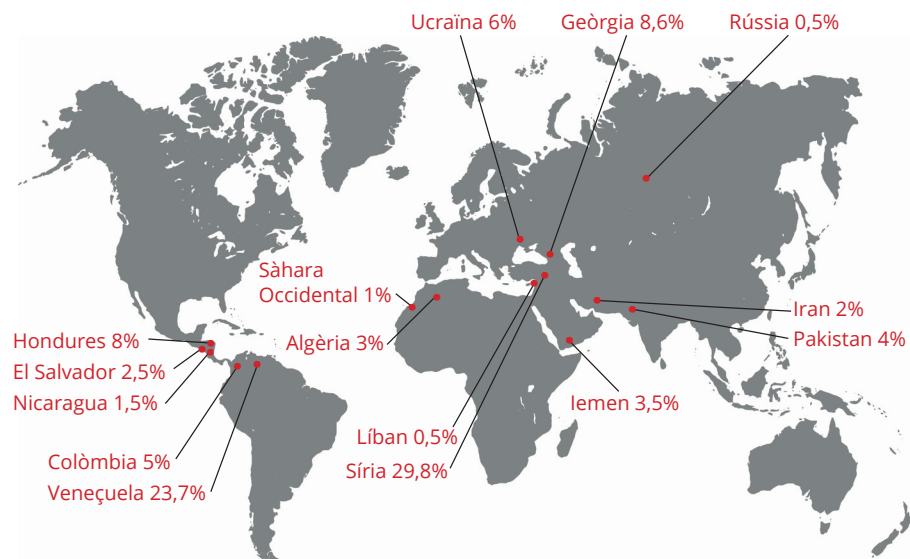 Ucraïna 6%
Geòrgia 8,6%
Rússia 0,5%
Sàhara
Occidental 1%
Algèria 3%
Iran 2%
Pakistan 4%
Hondures 8%
El Salvador 2,5%
Nicaragua 1,5%
Iemen 3,5%
Líban 0,5%
Síria 29,8%
Colòmbia 5%
Veneçuela 23,7%